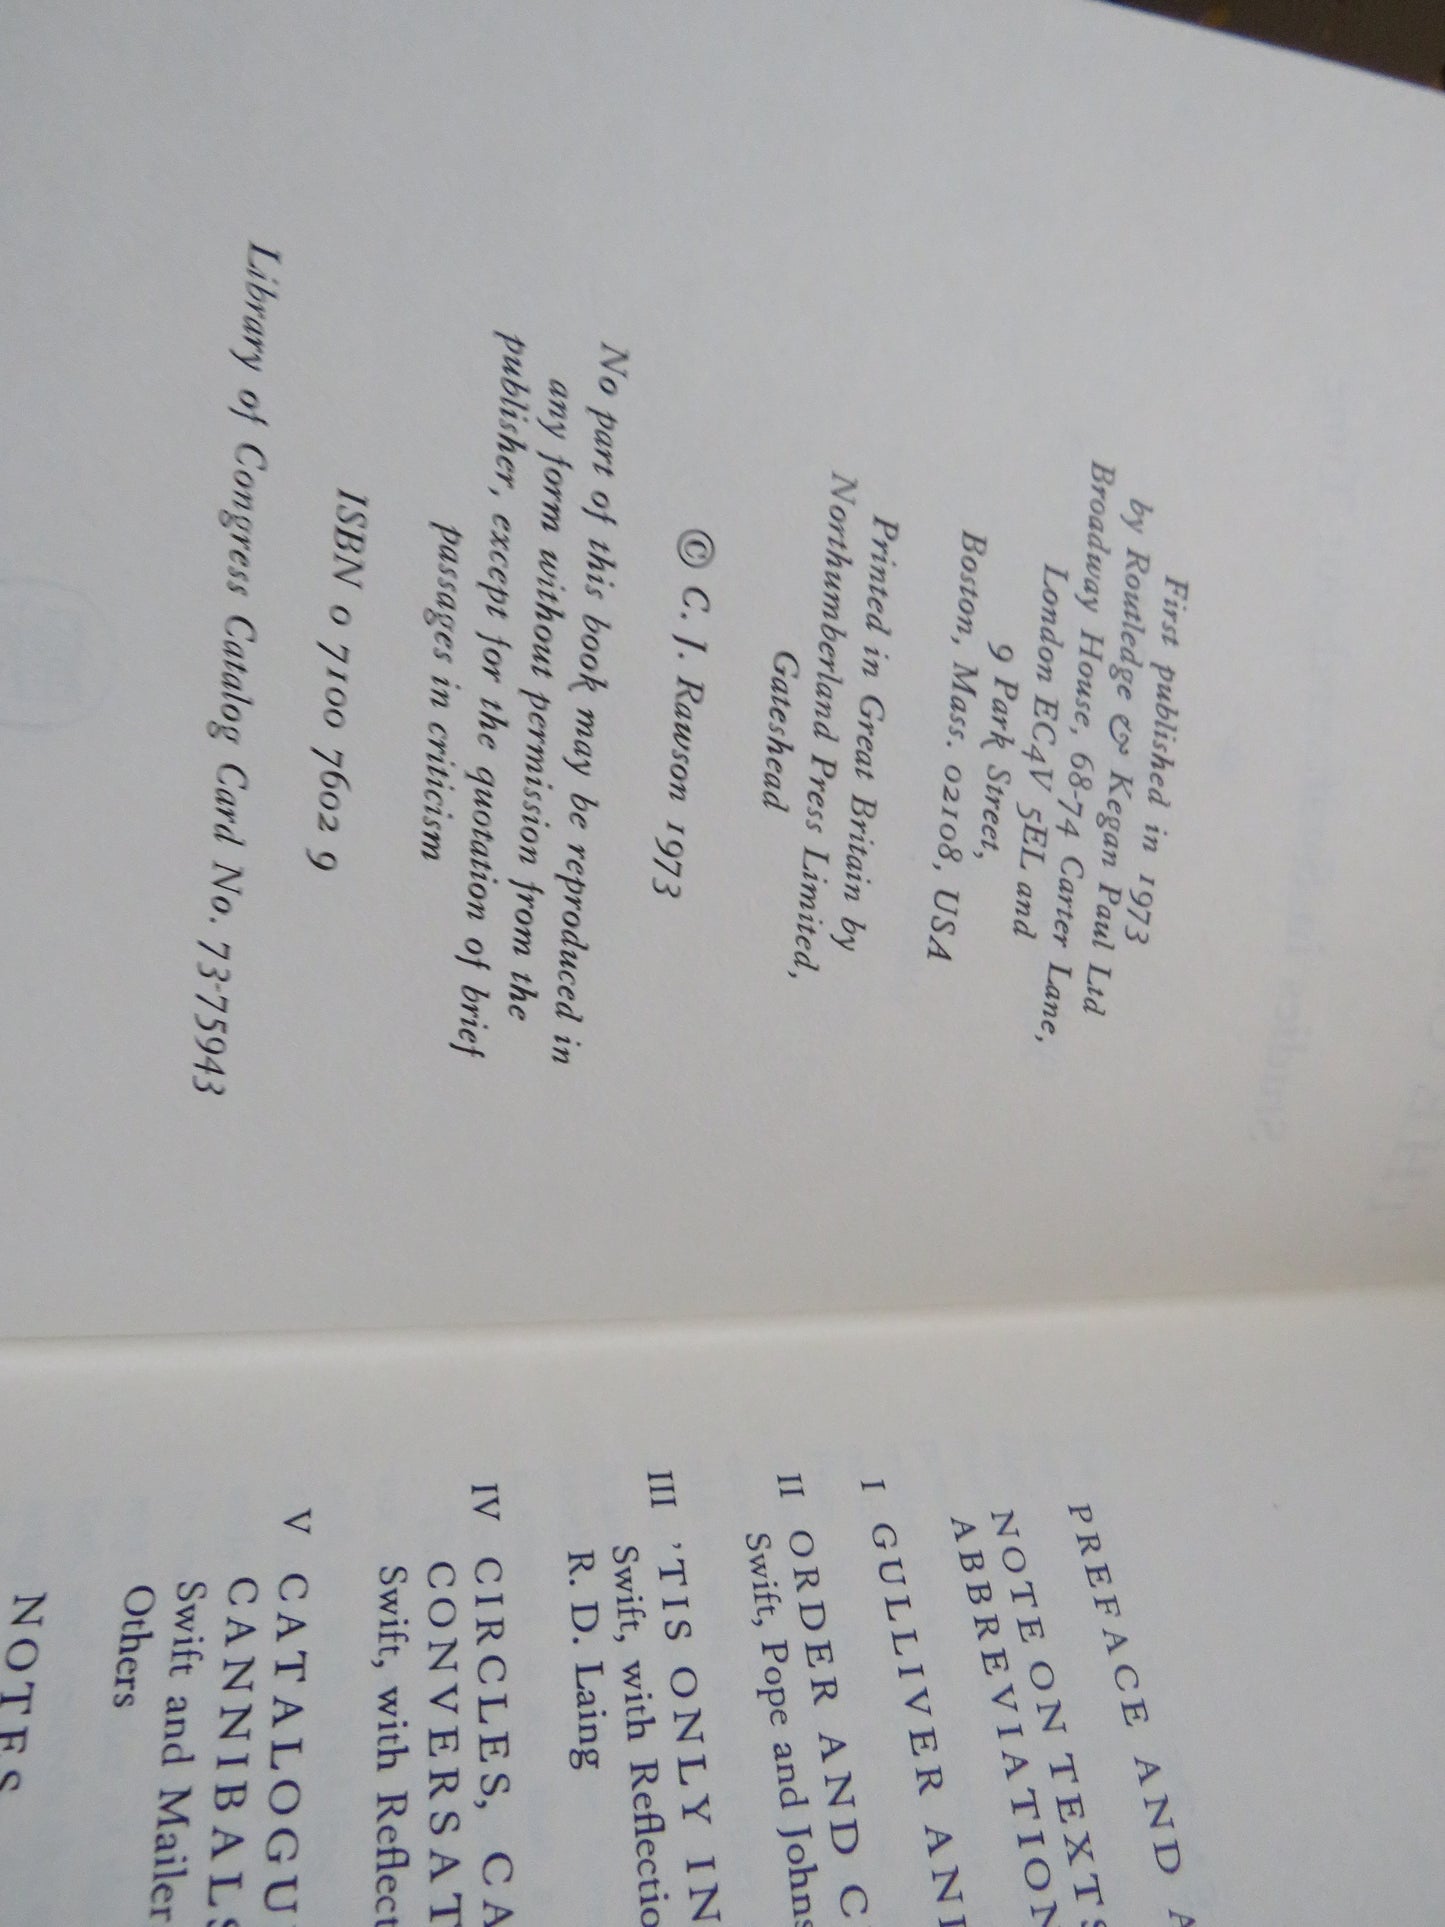 First published in 1973
by Routledge & Kegan Paul Ltd
Broadway House, 68-74 Carter Lane,
London EC4V 5EL and
9 Park Street,
Boston, Mass. 02108, USA
Printed in Great Britain by
Northumberland Press Limited,
Gateshead
© C. J. Rawson 1973
No part of this book may be reproduced in
any form without permission from the
publisher, except for the quotation of brief
passages in criticism
ISBN 0 7100 7602 9
Library of Congress Catalog Card No. 73-75943
PREFACE AND A
NOTE ON TEXTS
ABBREVIATION
I GULLIVER AN
II ORDER AND C
Swift, Pope and Johns
III 'TIS ONLY IN
Swift, with Reflectio
R. D. Laing
IV CIRCLES, CA
CONVERSAT
Swift, with Reflect
V CATALOGU
CANNIBALS
Swift and Mailer
Others
NOTES